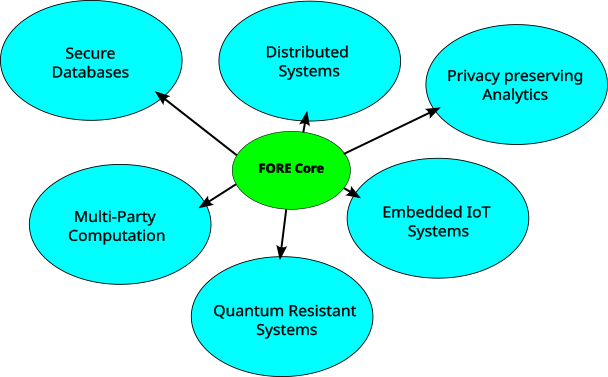 Secure
Databases
Distributed
Systems
Privacy preserving
Analytics
FORE Core
Multi-Party
Computation
Embedded IoT
Systems
Quantum Resistant
Systems